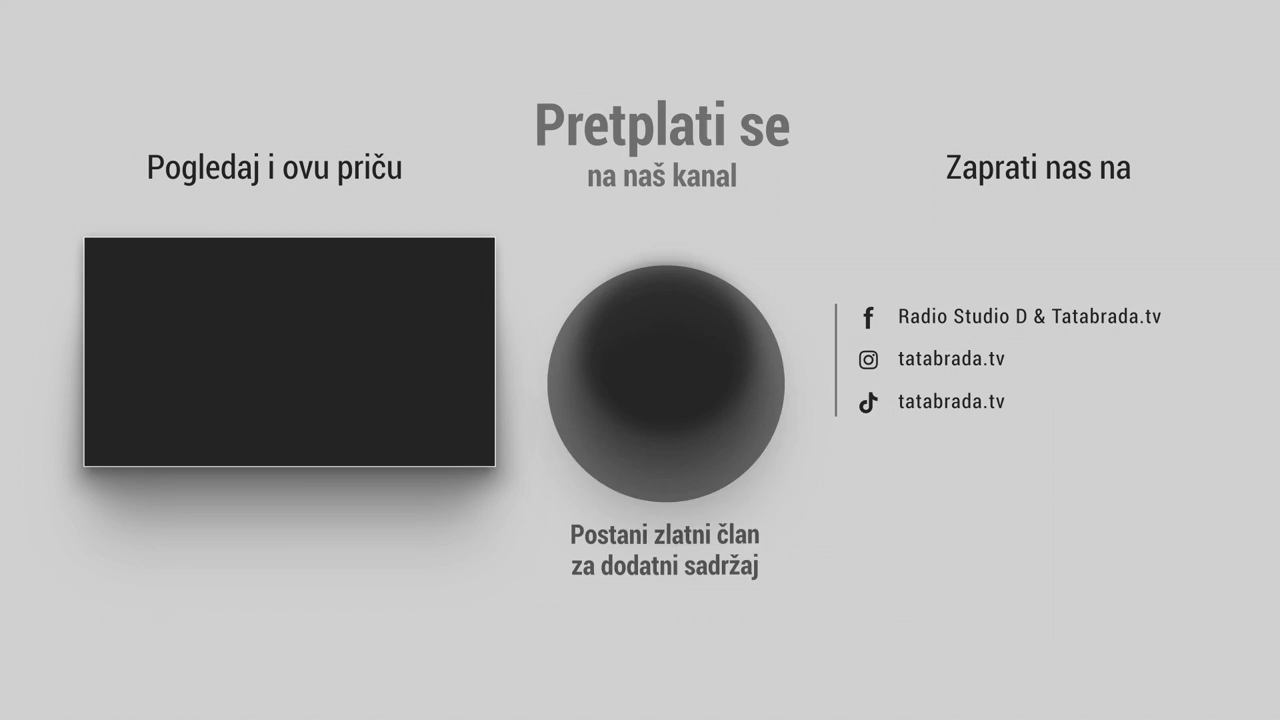 Pogledaj i ovu priču
Pretplati se
na naš kanal
Postani zlatni član
za dodatni sadržaj
Zaprati nas na
Radio Studio D & Tatabrada.tv
tatabrada.tv
tatabrada.tv